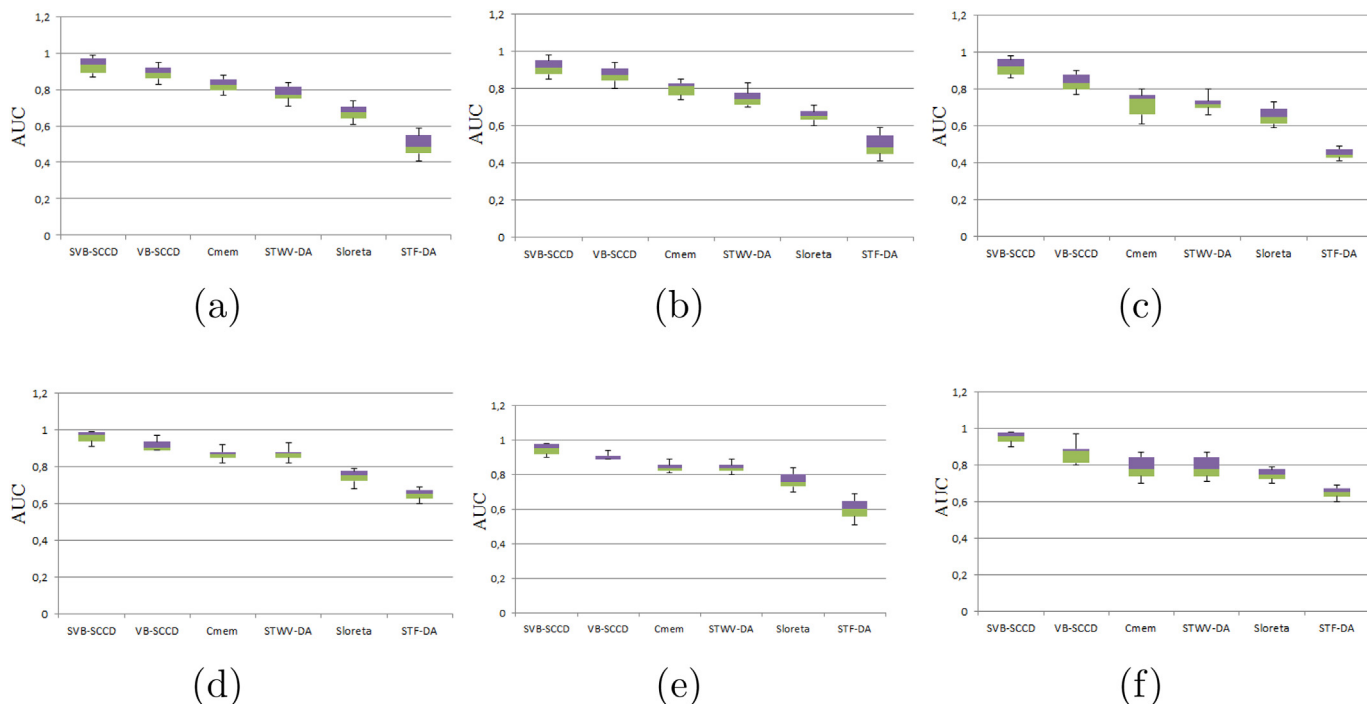 1,2
1
0,8
0,6
0,4
0,2
0
AUC
SVB-SCCD VB-SCCD Cmem STWV-DA Sloreta STF-DA
(a)
1,2
1
0,8
0,6
0,4
0,2
0
AUC
SVB-SCCD VB-SCCD Cmem STWV-DA Sloreta STF-DA
(b)
1,2
1
0,8
0,6
0,4
0,2
0
AUC
SVB-SCCD VB-SCCD Cmem STWV-DA Sloreta STF-DA
(c)
1,2
1
0,8
0,6
0,4
0,2
0
AUC
SVB-SCCD VB-SCCD Cmem STWV-DA Sloreta STF-DA
(d)
1,2
1
0,8
0,6
0,4
0,2
0
AUC
SVB-SCCD VB-SCCD Cmem STWV-DA Sloreta STF-DA
(e)
1,2
1
0,8
0,6
0,4
0,2
0
AUC
SVB-SCCD VB-SCCD Cmem STWV-DA Sloreta STF-DA
(f)